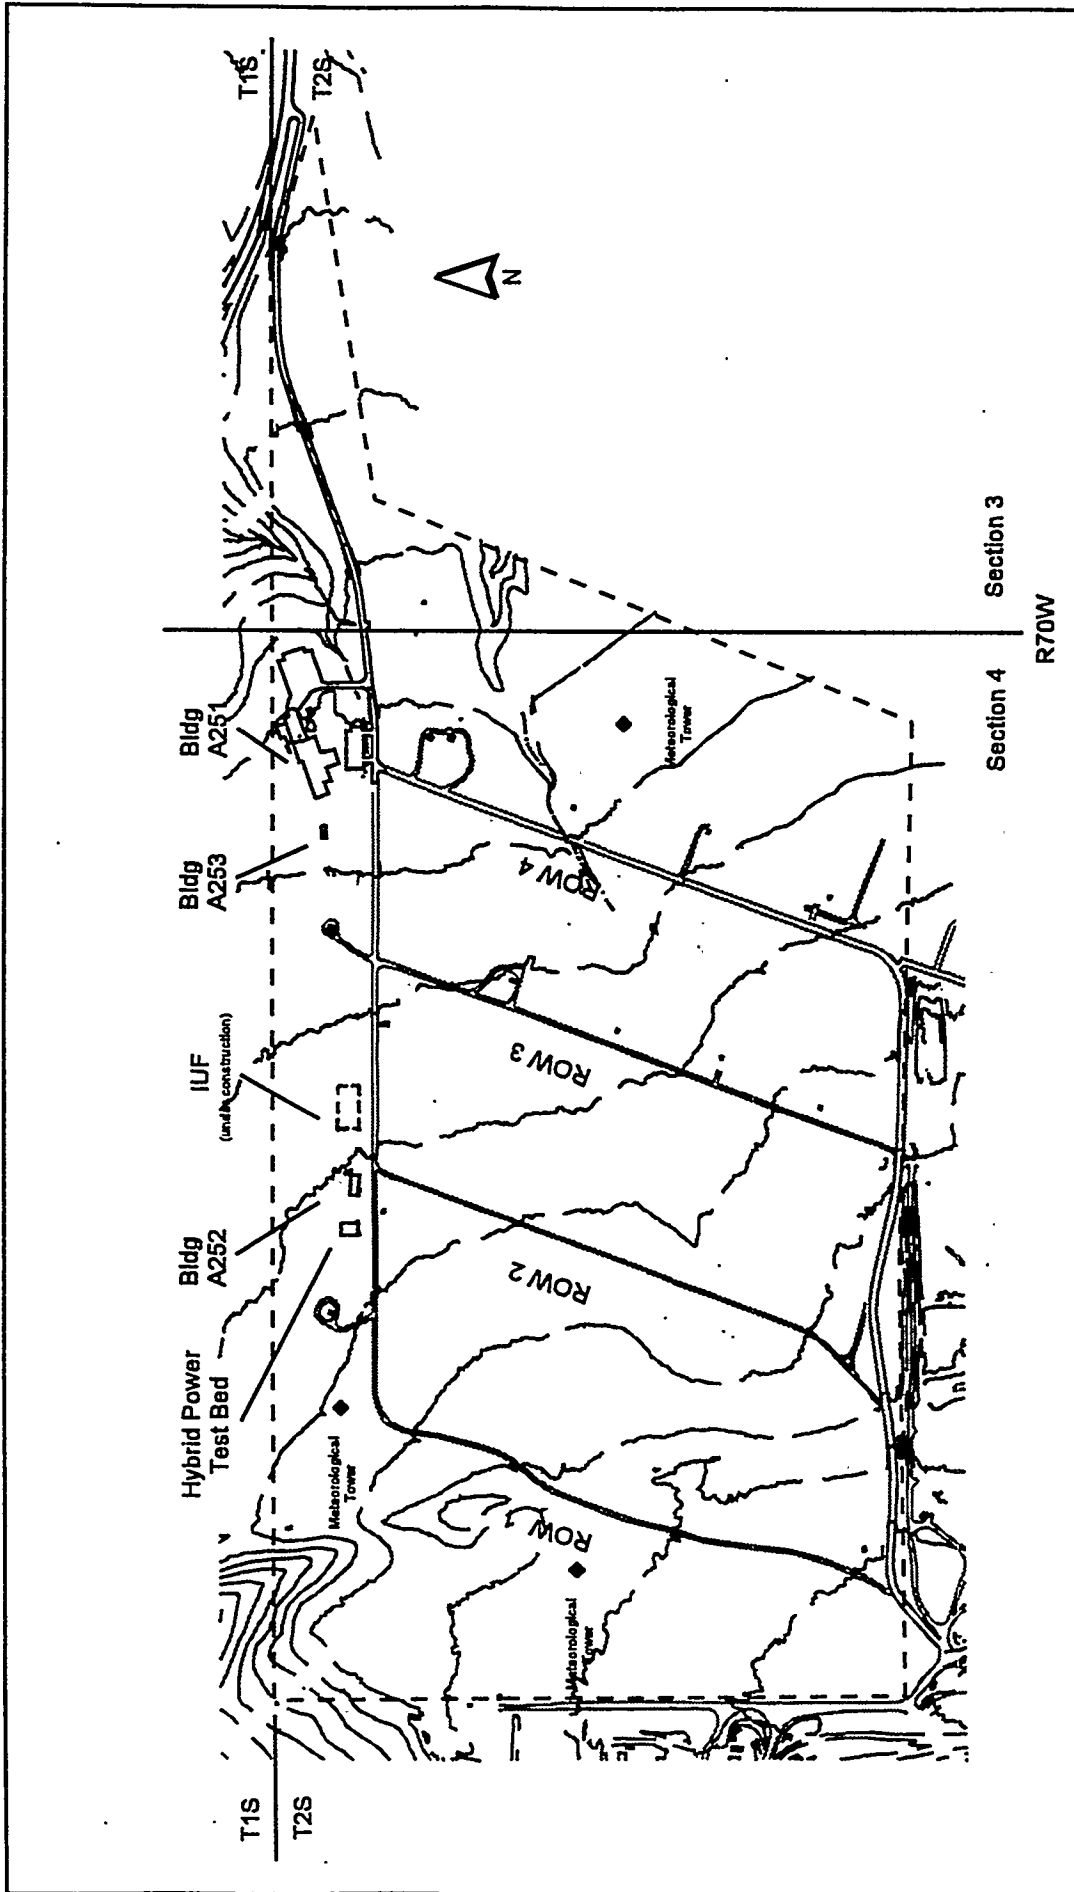 T1S
T2S
Hybrid Power
Test Bed
Bldg
A252
IUF
(under construction)
Bldg
A253
Bldg
A251
T1S
T2S
N
Meteorological
Tower
Meteorological
Tower
Meteorological
Tower
ROW 1
ROW 2
ROW 3
ROW 4
Section 4
Section 3
R70W